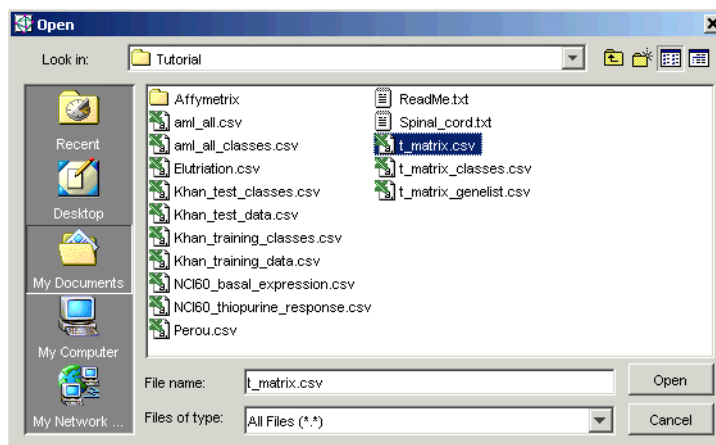 Open
Look in: Tutorial
Recent
Desktop
My Documents
My Computer
My Network ...
Affymetrix
aml_all.csv
aml_all_classes.csv
Elutriation.csv
Khan_test_classes.csv
Khan_test_data.csv
Khan_training_classes.csv
Khan_training_data.csv
NCI60_basal_expression.csv
NCI60_thiopurine_response.csv
Perou.csv
ReadMe.txt
Spinal_cord.txt
t_matrix.csv
t_matrix_classes.csv
t_matrix_genelist.csv
File name: t_matrix.csv Open
Files of type: All Files (*.*) Cancel